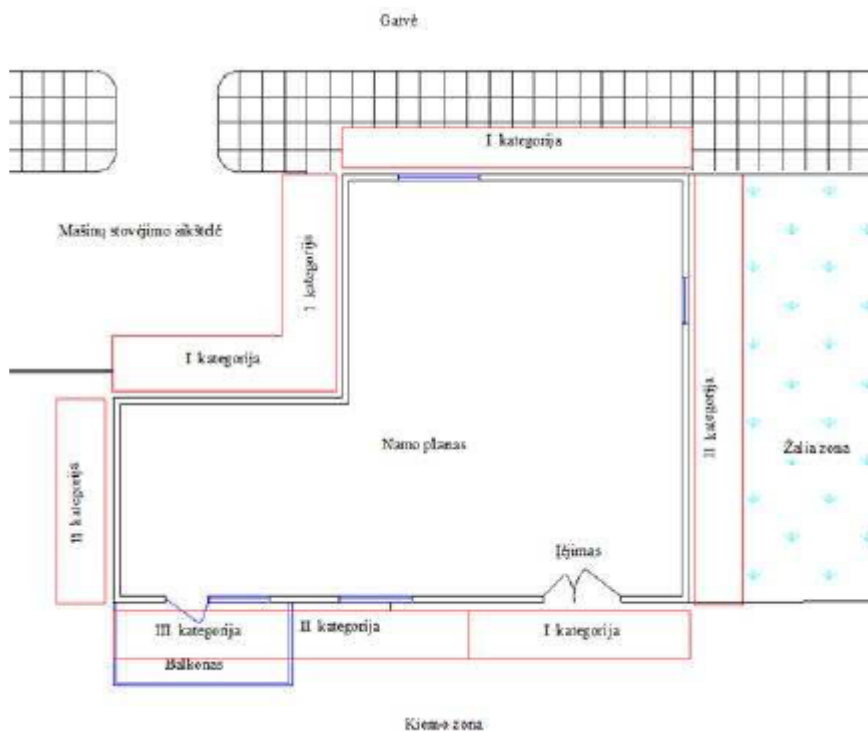 Gatvė
I kategorija
Mašinų stovėjimo aikštelė
I kategorija
I kategorija
II kategorija
Namo planas
Žalia zona
II kategorija
Įėjimas
III kategorija
II kategorija
I kategorija
Balkonas
Kiemo zona